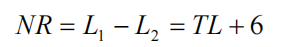 NR = L₁ − L₂ = TL + 6